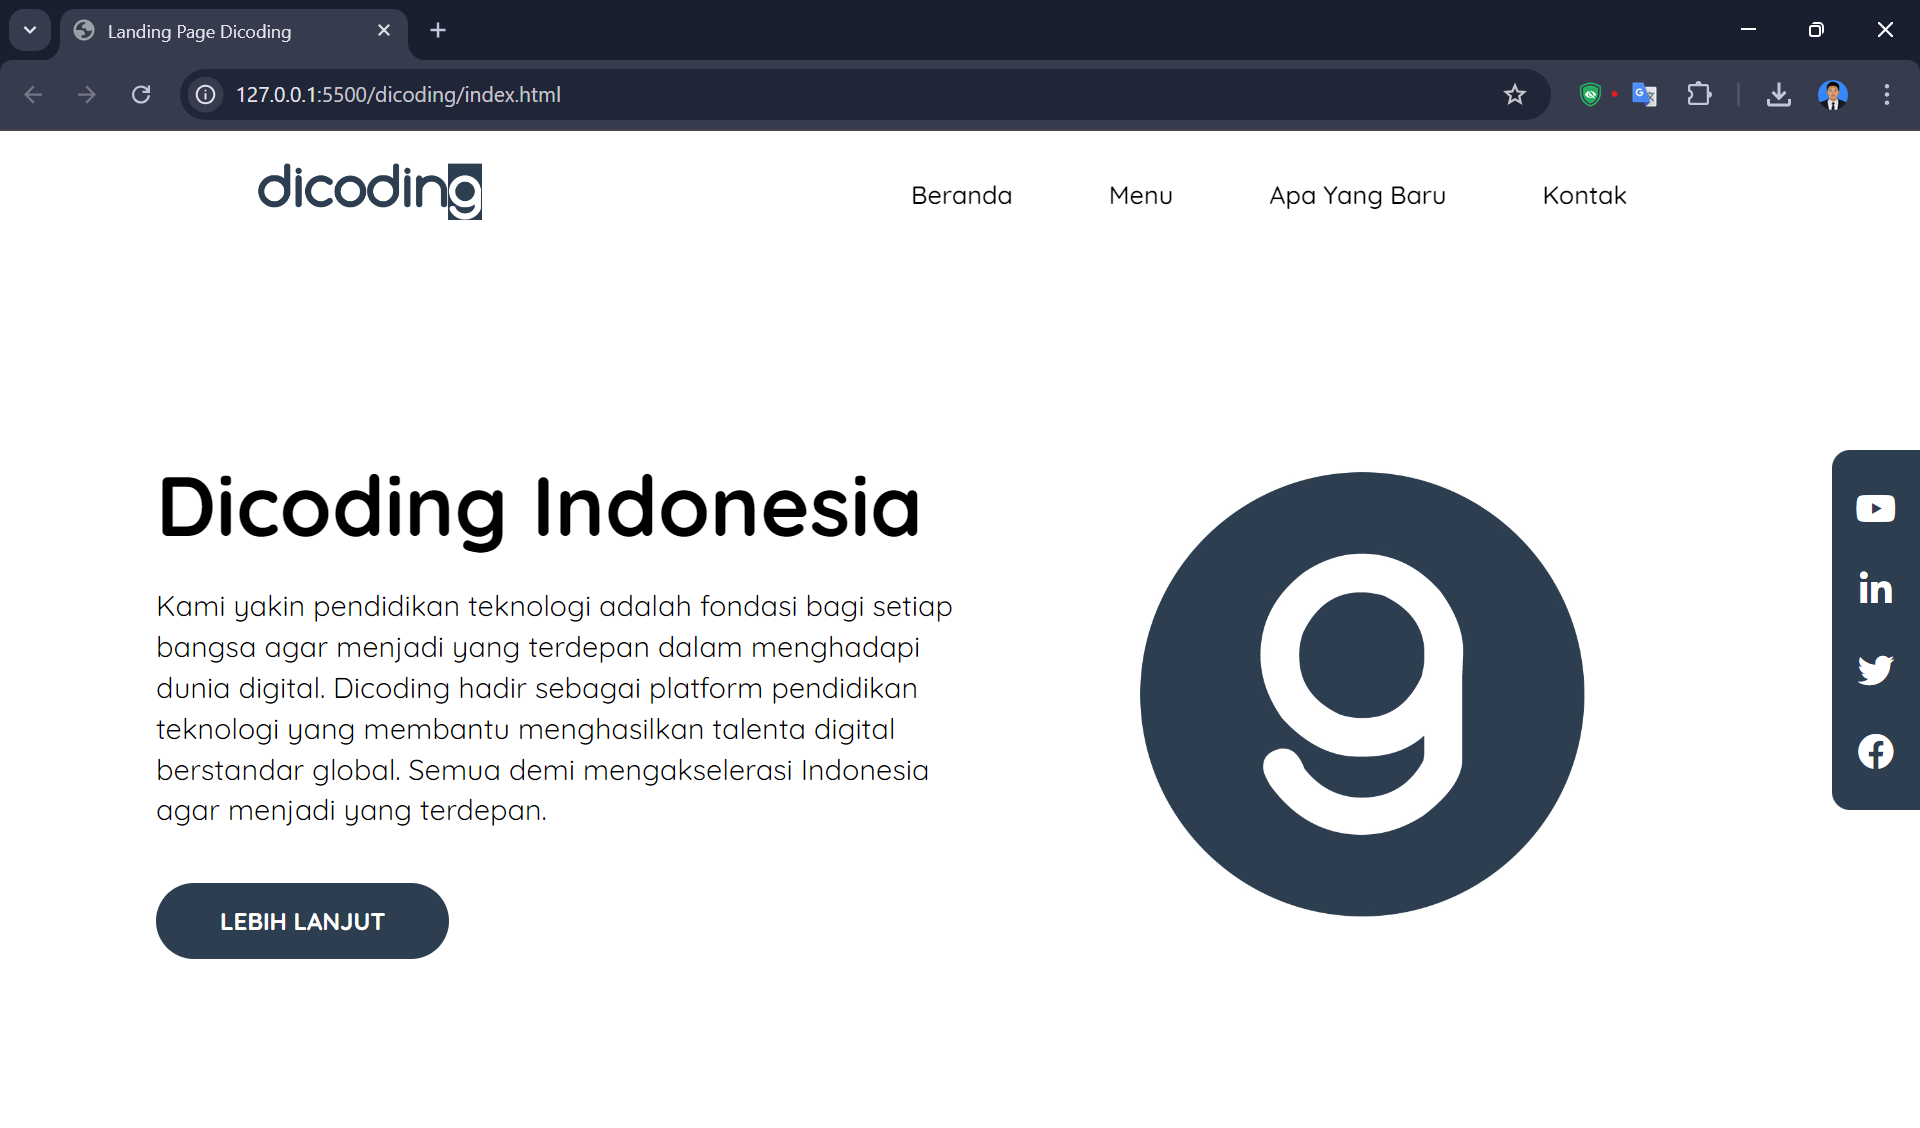 Landing Page Dicoding
127.0.0.1:5500/dicoding/index.html
dicoding
Beranda Menu Apa Yang Baru Kontak
Dicoding Indonesia
Kami yakin pendidikan teknologi adalah fondasi bagi setiap
bangsa agar menjadi yang terdepan dalam menghadapi
dunia digital. Dicoding hadir sebagai platform pendidikan
teknologi yang membantu menghasilkan talenta digital
berstandar global. Semua demi mengakselerasi Indonesia
agar menjadi yang terdepan.
LEBIH LANJUT
g
in